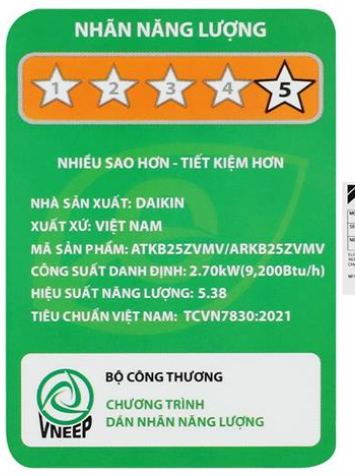 NHÃN NĂNG LƯỢNG
1 2 3 4 5
NHIỀU SAO HƠN - TIẾT KIỆM HƠN
NHÀ SẢN XUẤT: DAIKIN
XUẤT XỨ: VIỆT NAM
MÃ SẢN PHẨM: ATKB25ZVMV/ARKB25ZVMV
CÔNG SUẤT DANH ĐỊNH: 2.70kW(9,200Btu/h)
HIỆU SUẤT NĂNG LƯỢNG: 5.38
TIÊU CHUẨN VIỆT NAM: TCVN7830:2021
BỘ CÔNG THƯƠNG
CHƯƠNG TRÌNH
DÁN NHÃN NĂNG LƯỢNG
VNEEP